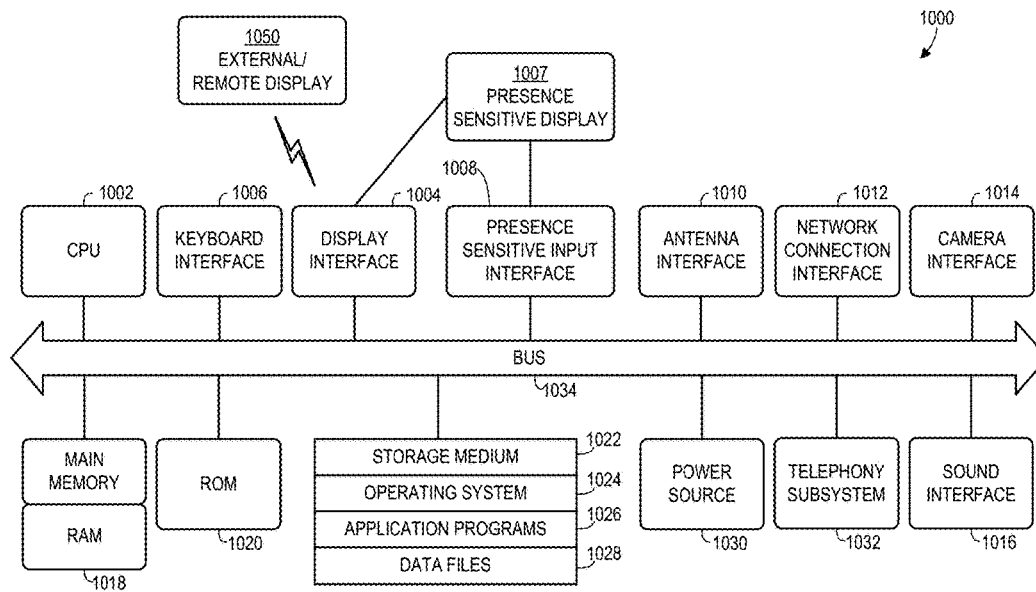 1000
1050
EXTERNAL/
REMOTE DISPLAY
1007
PRESENCE
SENSITIVE DISPLAY
1002
1006
1004
1008
1010
1012
1014
CPU
KEYBOARD
INTERFACE
DISPLAY
INTERFACE
PRESENCE
SENSITIVE INPUT
INTERFACE
ANTENNA
INTERFACE
NETWORK
CONNECTION
INTERFACE
CAMERA
INTERFACE
BUS
1034
MAIN
MEMORY
RAM
1018
ROM
1020
STORAGE MEDIUM
1022
OPERATING SYSTEM
1024
APPLICATION PROGRAMS
1026
DATA FILES
1028
POWER
SOURCE
1030
TELEPHONY
SUBSYSTEM
1032
SOUND
INTERFACE
1016